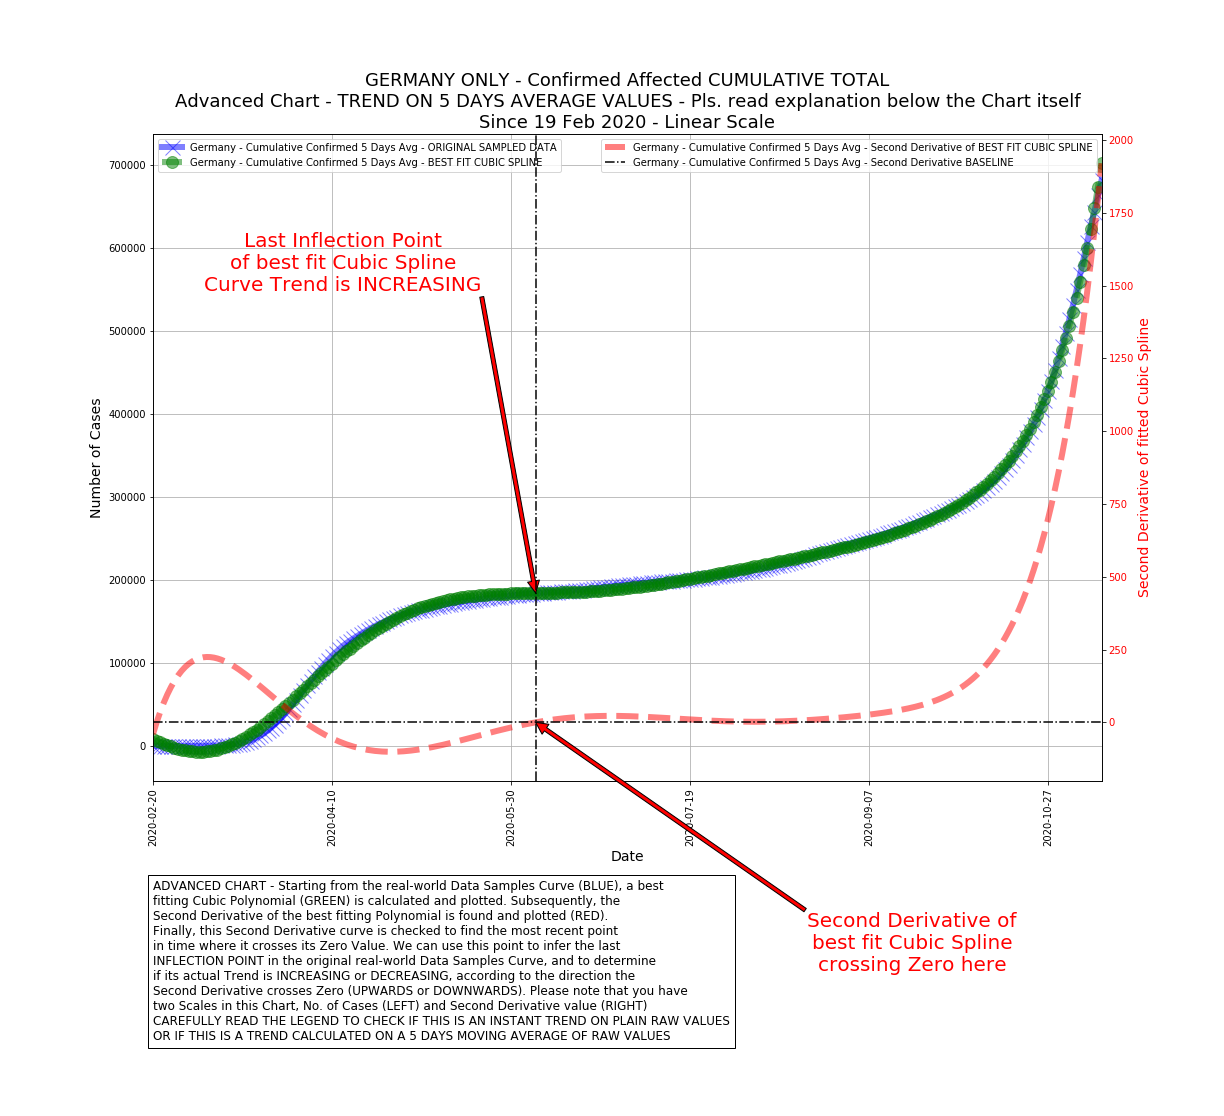 GERMANY ONLY - Confirmed Affected CUMULATIVE TOTAL
Advanced Chart - TREND ON 5 DAYS AVERAGE VALUES - Pls. read explanation below the Chart itself
Since 19 Feb 2020 - Linear Scale
Germany - Cumulative Confirmed 5 Days Avg - ORIGINAL SAMPLED DATA
Germany - Cumulative Confirmed 5 Days Avg - BEST FIT CUBIC SPLINE
Germany - Cumulative Confirmed 5 Days Avg - Second Derivative of BEST FIT CUBIC SPLINE
Germany - Cumulative Confirmed 5 Days Avg - Second Derivative BASELINE
Last Inflection Point
of best fit Cubic Spline
Curve Trend is INCREASING
Number of Cases
700000
600000
500000
400000
300000
200000
100000
0
2000
1750
1500
1250
1000
750
500
250
0
Second Derivative of fitted Cubic Spline
2020-02-20
2020-04-10
2020-05-30
2020-07-19
2020-09-07
2020-10-27
Date
Second Derivative of
best fit Cubic Spline
crossing Zero here
ADVANCED CHART - Starting from the real-world Data Samples Curve (BLUE), a best
fitting Cubic Polynomial (GREEN) is calculated and plotted. Subsequently, the
Second Derivative of the best fitting Polynomial is found and plotted (RED).
Finally, this Second Derivative curve is checked to find the most recent point
in time where it crosses its Zero Value. We can use this point to infer the last
INFLECTION POINT in the original real-world Data Samples Curve, and to determine
if its actual Trend is INCREASING or DECREASING, according to the direction the
Second Derivative crosses Zero (UPWARDS or DOWNWARDS). Please note that you have
two Scales in this Chart, No. of Cases (LEFT) and Second Derivative value (RIGHT)
CAREFULLY READ THE LEGEND TO CHECK IF THIS IS AN INSTANT TREND ON PLAIN RAW VALUES
OR IF THIS IS A TREND CALCULATED ON A 5 DAYS MOVING AVERAGE OF RAW VALUES